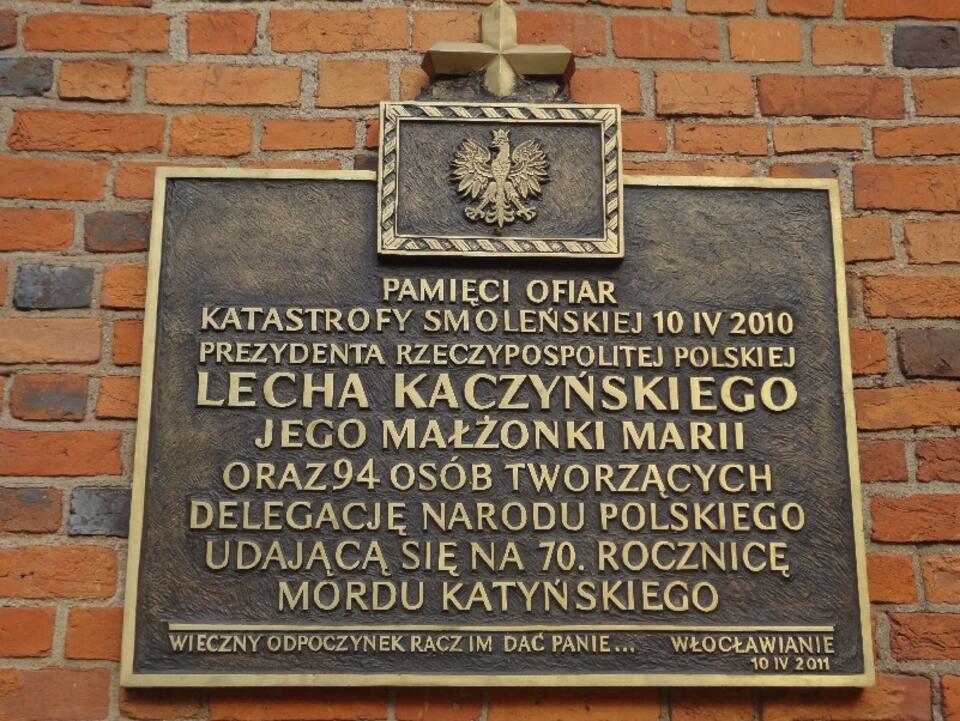 PAMIĘCI OFIAR
KATASTROFY SMOLEŃSKIEJ 10 IV 2010
PREZYDENTA RZECZYPOSPOLITEJ POLSKIEJ
LECHA KACZYŃSKIEGO
JEGO MAŁŻONKI MARII
ORAZ 94 OSÓB TWORZĄCYCH
DELEGACJĘ NARODU POLSKIEGO
UDAJĄCĄ SIĘ NA 70. ROCZNICĘ
MORDU KATYŃSKIEGO
WIECZNY ODPOCZYNEK RACZ IM DAĆ PANIE... WŁOCŁAWIANIE
10 IV 2011